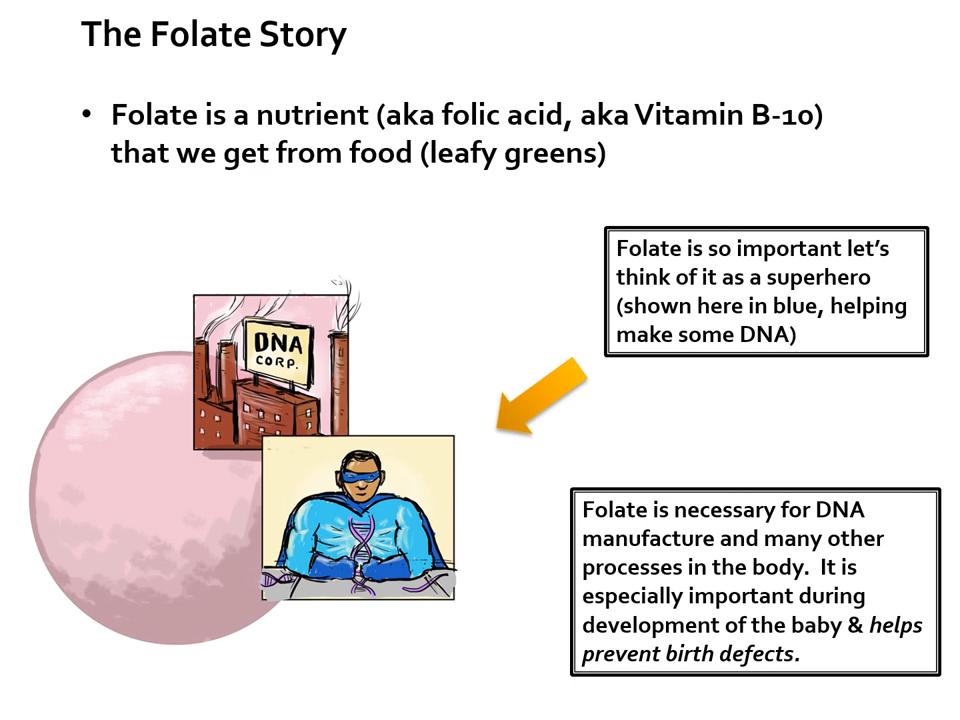 The Folate Story
• Folate is a nutrient (aka folic acid, aka Vitamin B-10)
that we get from food (leafy greens)
Folate is so important let’s
think of it as a superhero
(shown here in blue, helping
make some DNA)
DNA
CORP.
Folate is necessary for DNA
manufacture and many other
processes in the body.  It is
especially important during
development of the baby & helps
prevent birth defects.